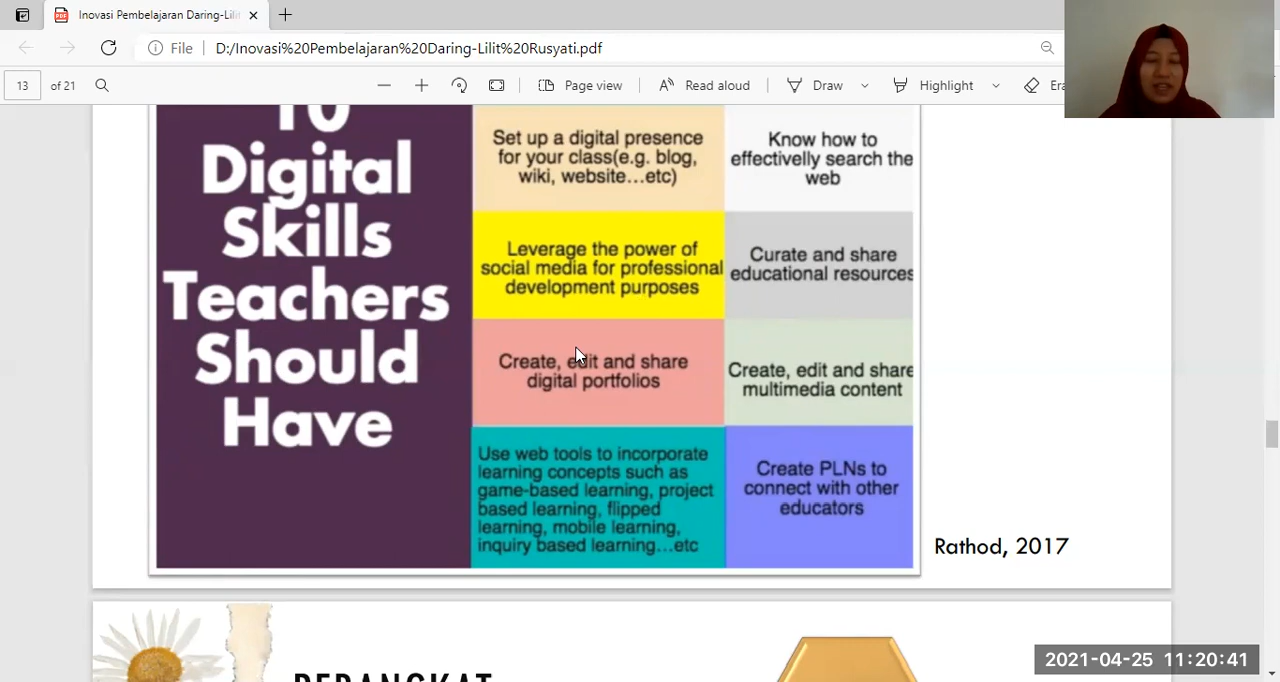 Inovasi Pembelajaran Daring-Lili
File
D:/Inovasi%20Pembelajaran%20Daring-Lilit%20Rusyati.pdf
13
of 21
Page view
Read aloud
Draw
Highlight
10
Digital
Skills
Teachers
Should
Have
Set up a digital presence
for your class(e.g. blog,
wiki, website...etc)
Know how to
effectivelly search the
web
Leverage the power of
social media for professional
development purposes
Curate and share
educational resources
Create, edit and share
digital portfolios
Create, edit and share
multimedia content
Use web tools to incorporate
learning concepts such as
game-based learning, project
based learning, flipped
learning, mobile learning,
inquiry based learning...etc
Create PLNs to
connect with other
educators
Rathod, 2017
PERANGKAT
2021-04-25 11:20:41